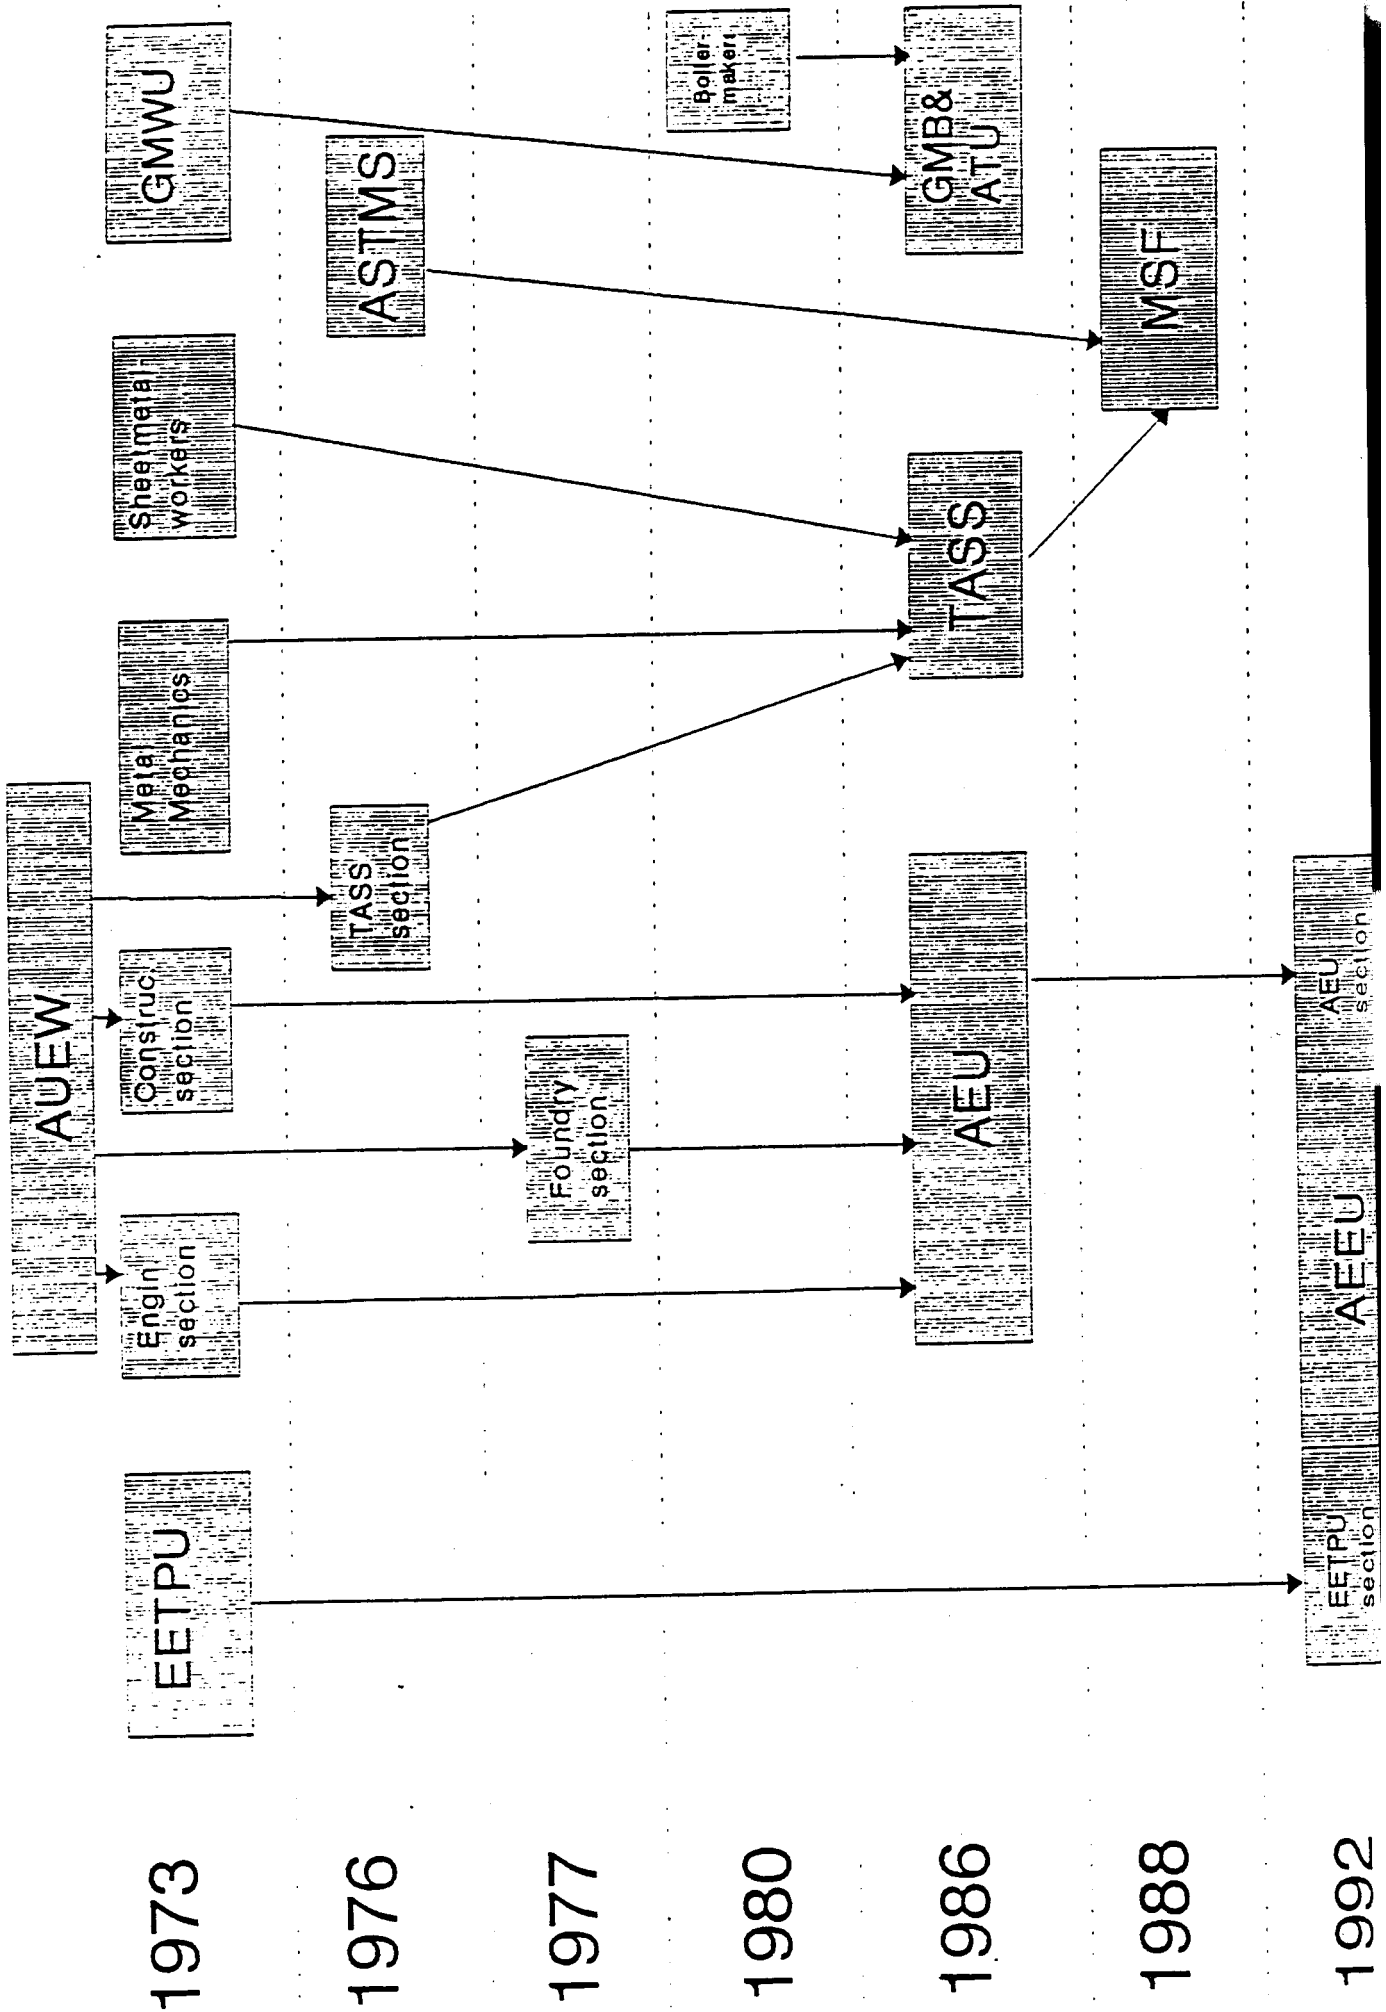 AUEW
1973
EETPU
Engin
section
Construc.
section
Metal
Mechanics
Sheetmetal-
workers
GMWU
1976
TASS
section
ASTMS
1977
Foundry
section
1980
Boiler-
makers
1986
AEU
TASS
GMB&
ATU
1988
MSF
1992
EETPU
section
AEEU
AEU
section